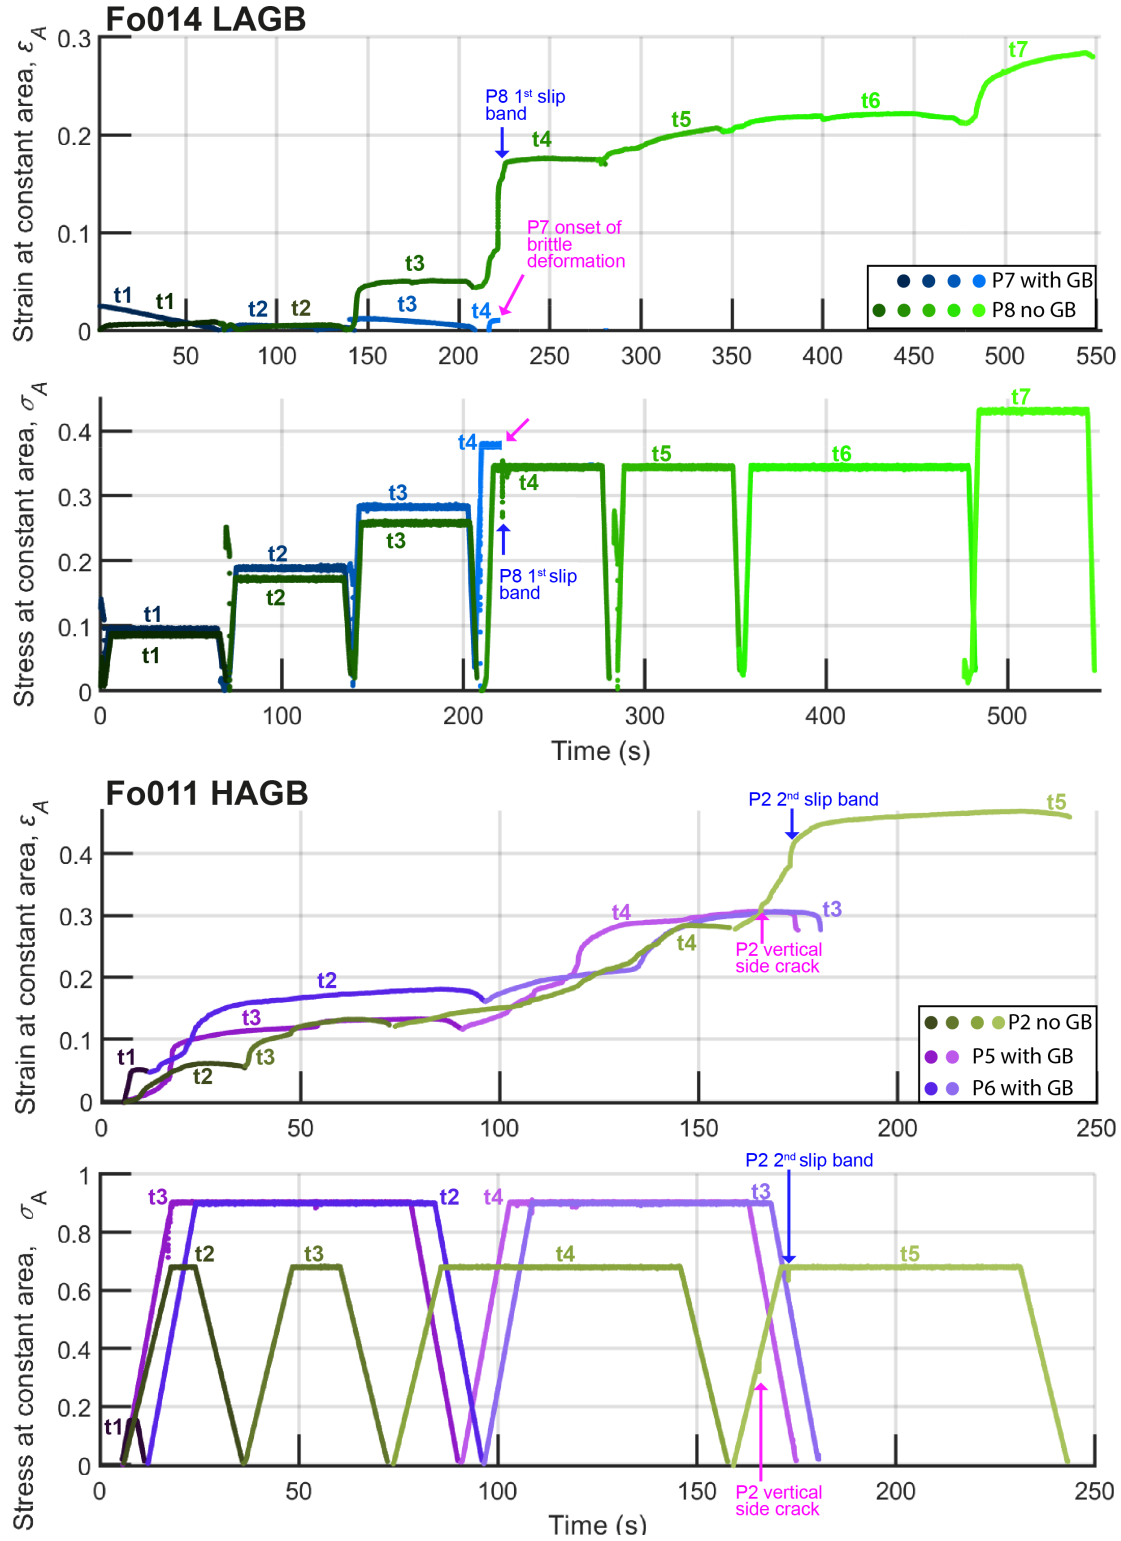 Fo014 LAGB
Strain at constant area, εA
0.3
0.2
0.1
0
t1
t1
t2
t2
t3
t3
t4
P8 1st slip
band
t4
P7 onset of
brittle
deformation
t5
t6
t7
P7 with GB
P8 no GB
50
100
150
200
250
300
350
400
450
500
550
Stress at constant area, σA
0.4
0.3
0.2
0.1
0
t1
t1
t2
t2
t3
t3
t4
t4
P8 1st slip
band
t5
t6
t7
0
100
200
300
400
500
Time (s)
Fo011 HAGB
Strain at constant area, εA
0.4
0.3
0.2
0.1
0
t1
t2
t3
t2
t3
t4
t4
P2 2nd slip band
t5
t3
P2 vertical
side crack
P2 no GB
P5 with GB
P6 with GB
0
50
100
150
200
250
Stress at constant area, σA
1
0.8
0.6
0.4
0.2
0
t1
t3
t2
t3
t2
t4
t4
P2 2nd slip band
t3
t5
P2 vertical
side crack
0
50
100
150
200
250
Time (s)